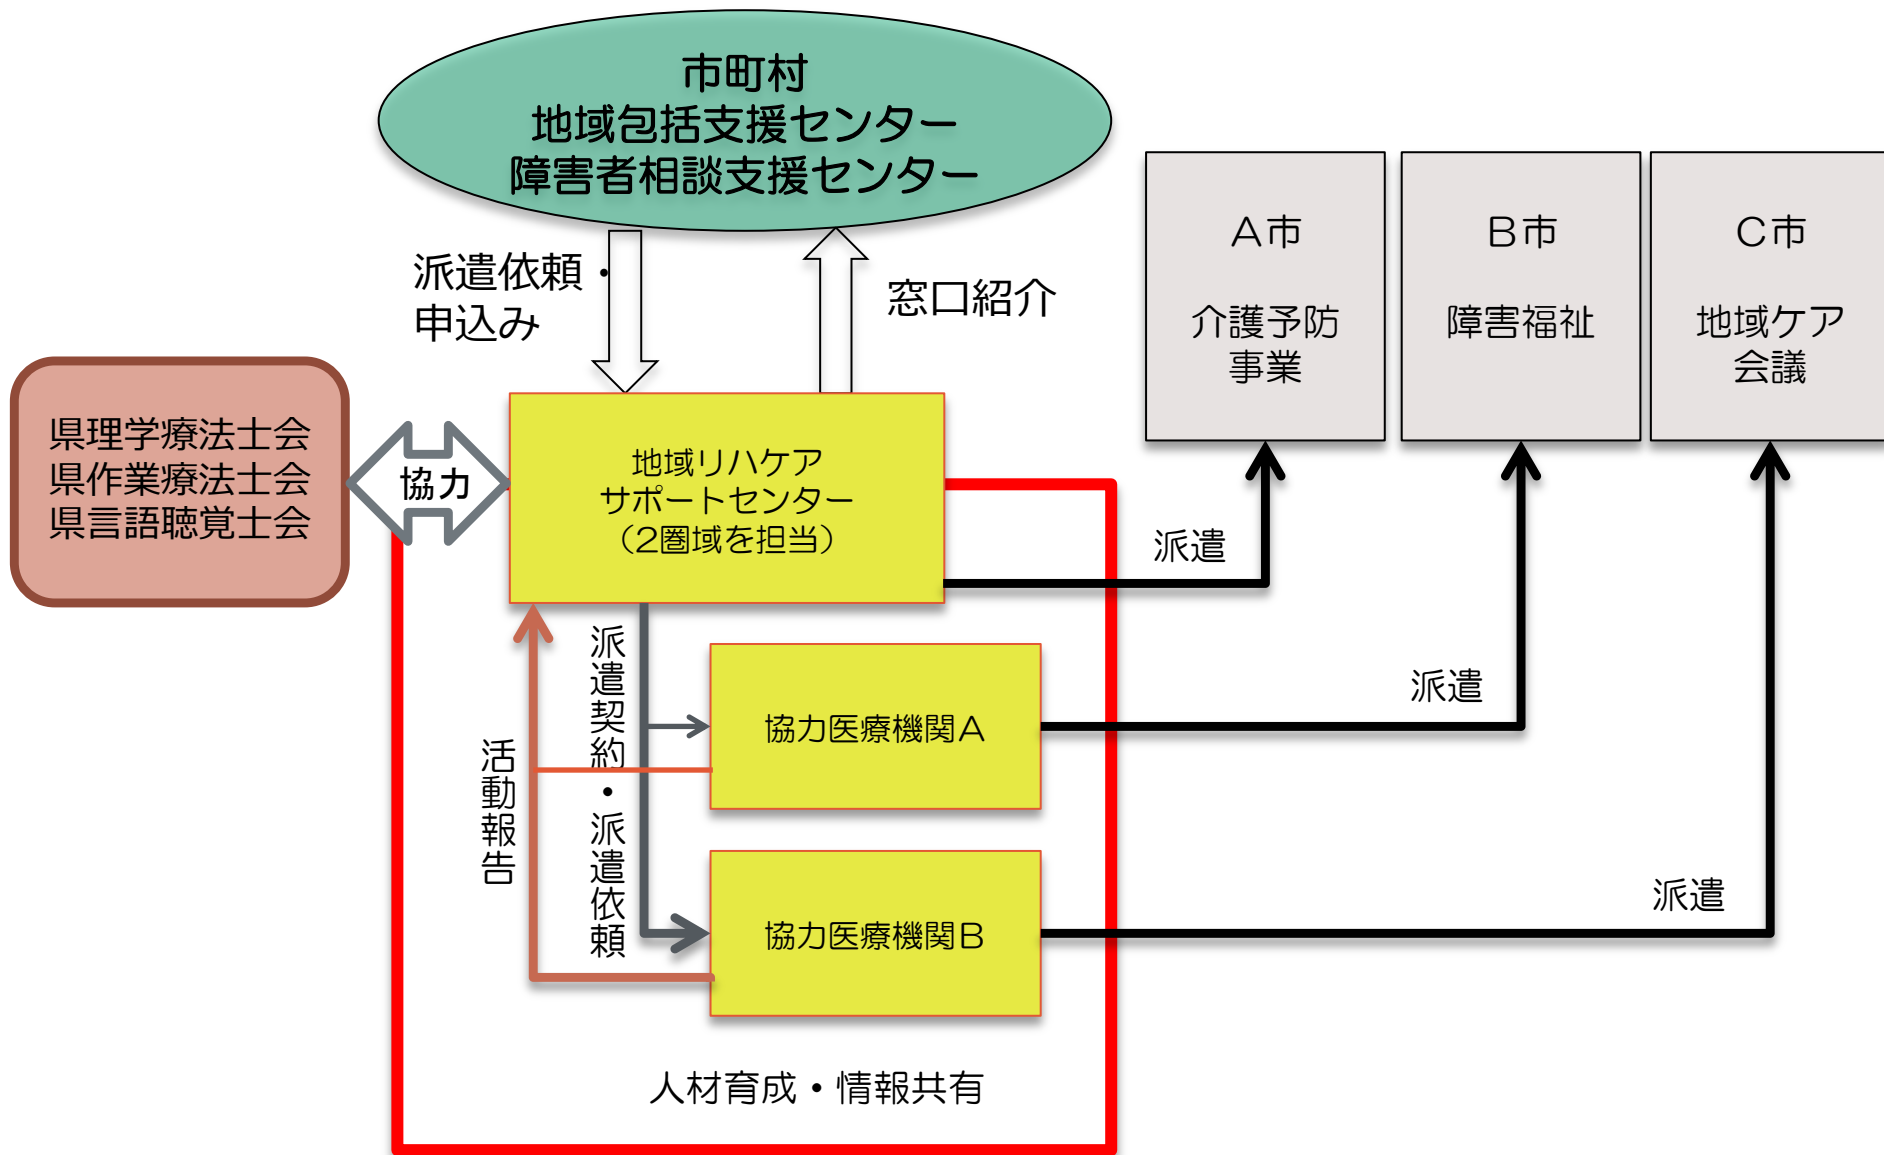 市町村
地域包括支援センター
障害者相談支援センター
派遣依頼・
申込み
窓口紹介
A市
介護予防
事業
B市
障害福祉
C市
地域ケア
会議
県理学療法士会
県作業療法士会
県言語聴覚士会
協力
地域リハケア
サポートセンター
（2圏域を担当）
派遣
派遣契約・派遣依頼
協力医療機関A
派遣
活動報告
協力医療機関B
派遣
人材育成・情報共有